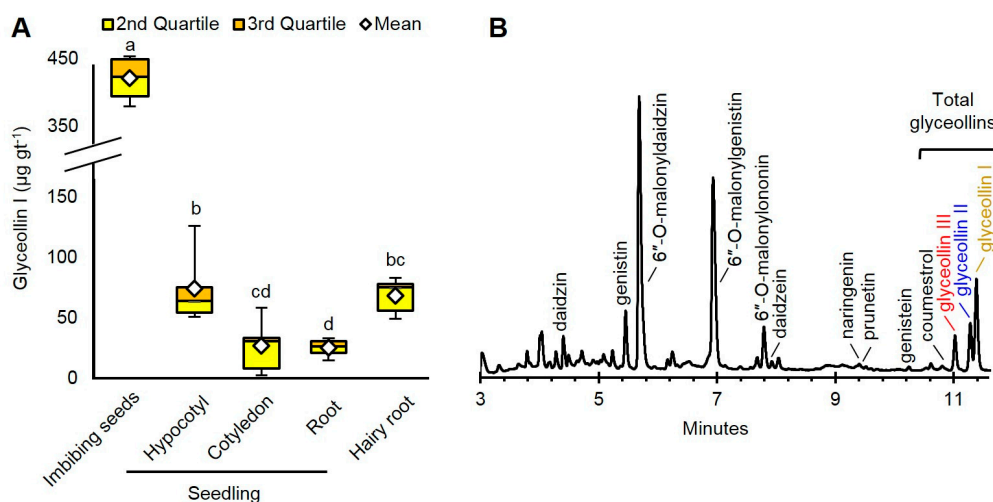 A
2nd Quartile 3rd Quartile Mean
Glyceollin I (µg gt⁻¹)
450
350
150
100
50
0
a
b
cd
d
bc
Imbibing seeds
Hypocotyl
Cotyledon
Root
Hairy root
Seedling
B
Total
glyceollins
daidzin
genistin
6″-O-malonyldaidzin
6″-O-malonylgenistin
6″-O-malonylononin
daidzein
naringenin
prunetin
genistein
coumestrol
glyceollin III
glyceollin II
glyceollin I
3
5
7
9
11
Minutes